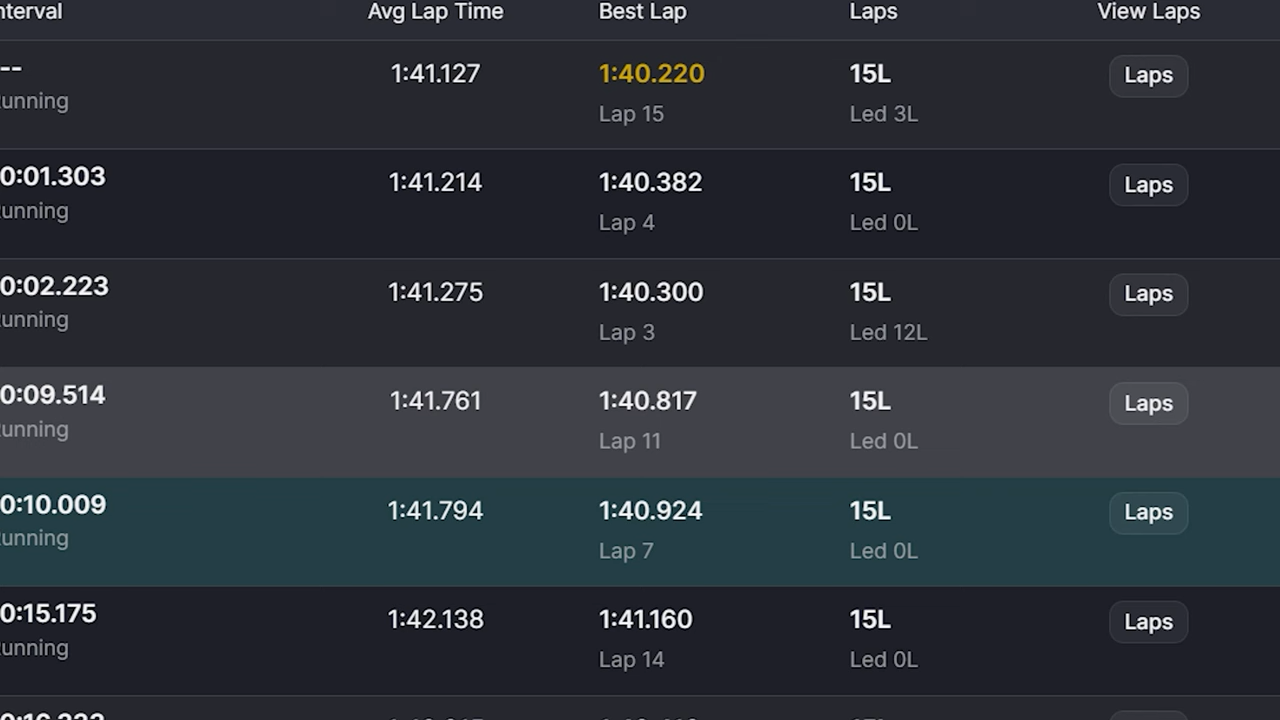 nterval Avg Lap Time Best Lap Laps View Laps
-- 1:41.127 1:40.220 15L Laps
unning Lap 15 Led 3L
0:01.303 1:41.214 1:40.382 15L Laps
unning Lap 4 Led 0L
0:02.223 1:41.275 1:40.300 15L Laps
unning Lap 3 Led 12L
0:09.514 1:41.761 1:40.817 15L Laps
unning Lap 11 Led 0L
0:10.009 1:41.794 1:40.924 15L Laps
unning Lap 7 Led 0L
0:15.175 1:42.138 1:41.160 15L Laps
unning Lap 14 Led 0L